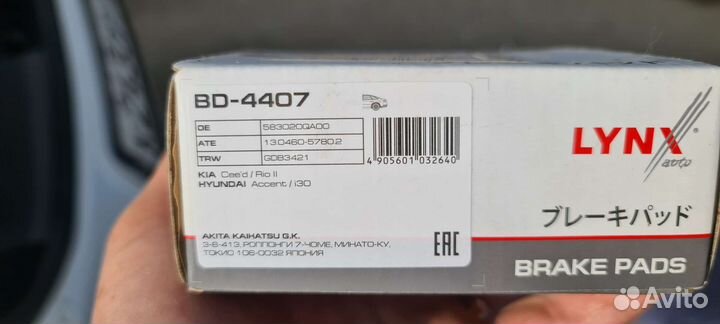 BD-4407
OE 583020QA00
ATE 13.0460-5780.2
TRW GDB3421
4 905601 032640
KIA Cee'd / Rio II
HYUNDAI Accent / i30
AKITA KAIHATSU G.K.
3-6-413, РОППОНГИ 7-ЧОМЕ, МИНАТО-КУ,
ТОКИО 106-0032 ЯПОНИЯ
EAC
LYNX
auto
ブレーキパッド
BRAKE PADS
Avito